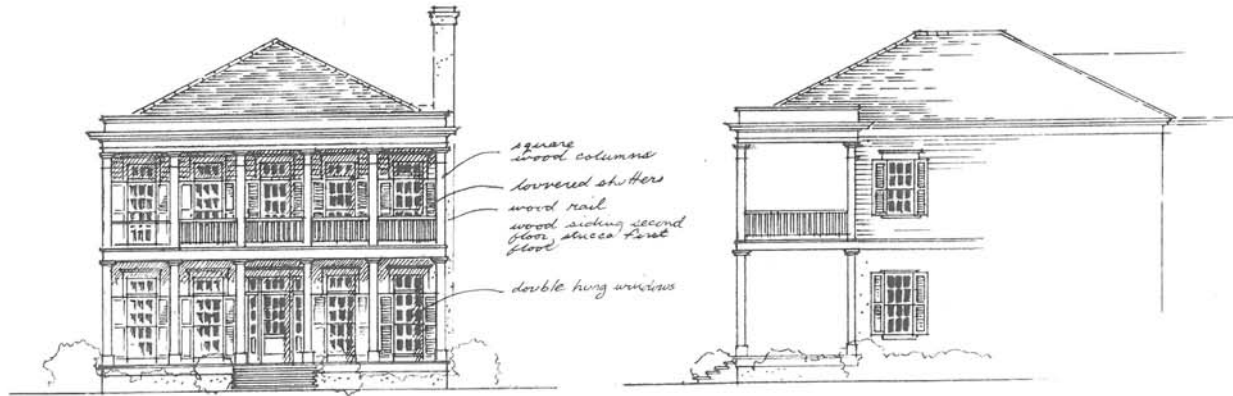 square
wood columns
louvered shutters
wood rail
wood siding second
floor, stucco first
floor
double hung windows